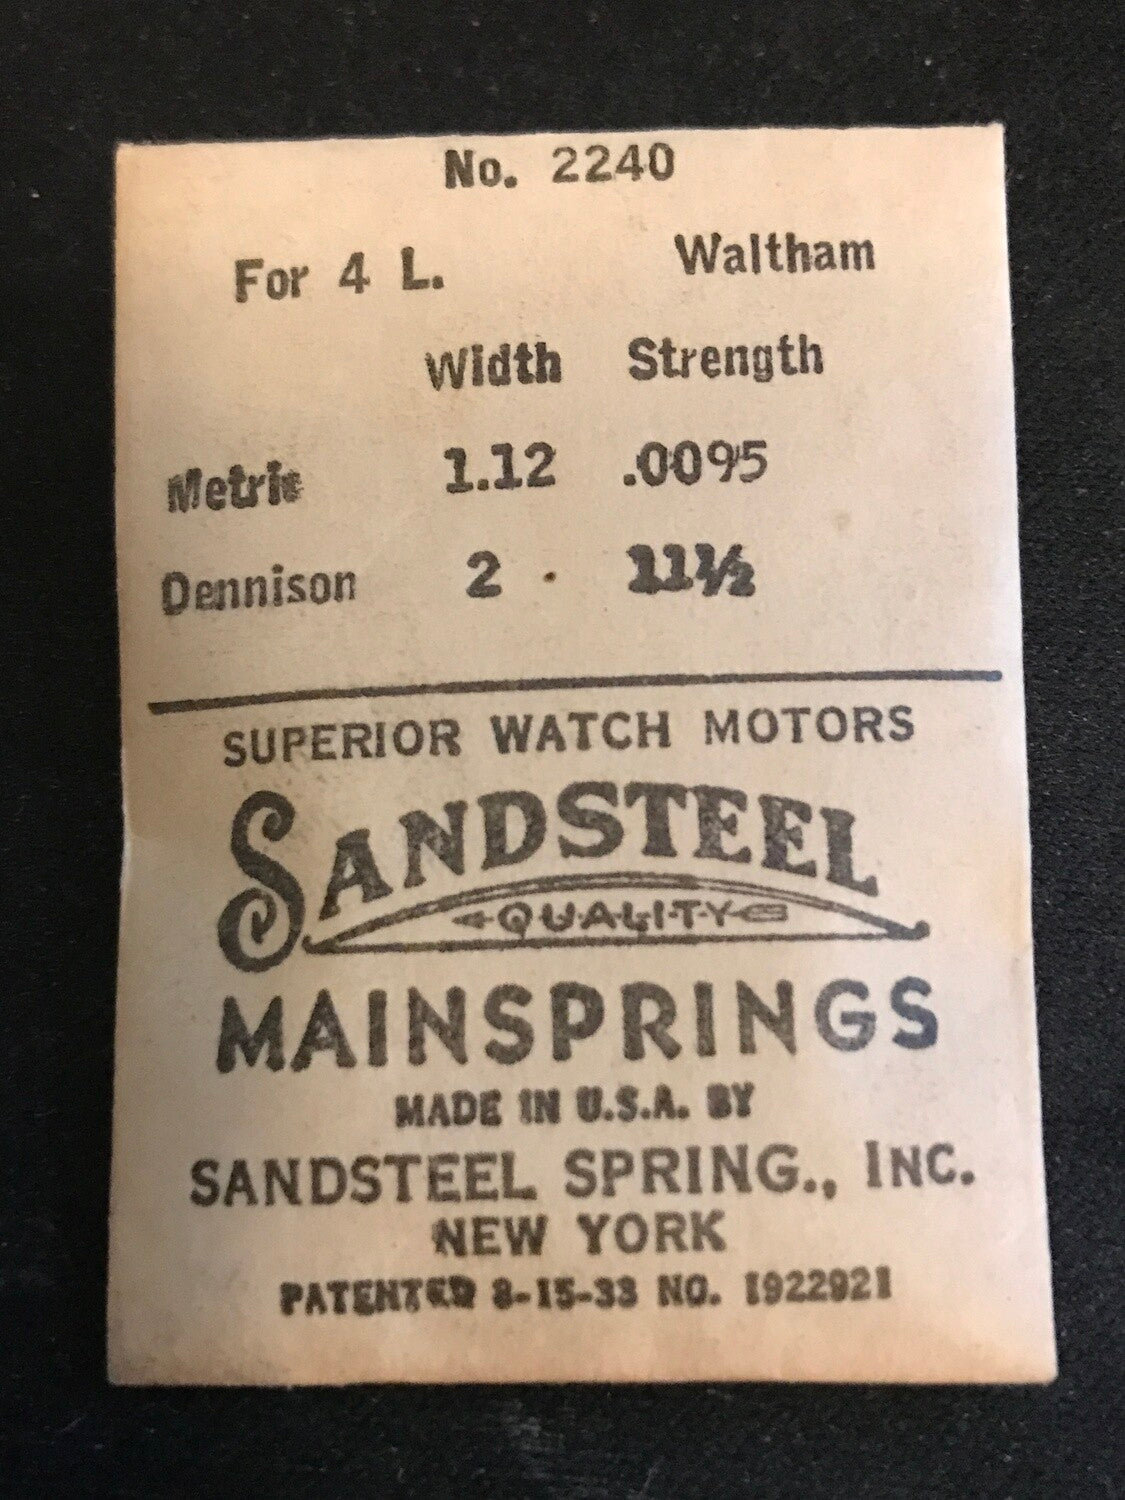 No. 2240
For 4 L. Waltham
Width Strength
Metric 1.12 .0095
Dennison 2 11½
SUPERIOR WATCH MOTORS
SANDSTEEL
QUALITY
MAINSPRINGS
MADE IN U.S.A. BY
SANDSTEEL SPRING., INC.
NEW YORK
PATENTED 8-15-33 NO. 1922921